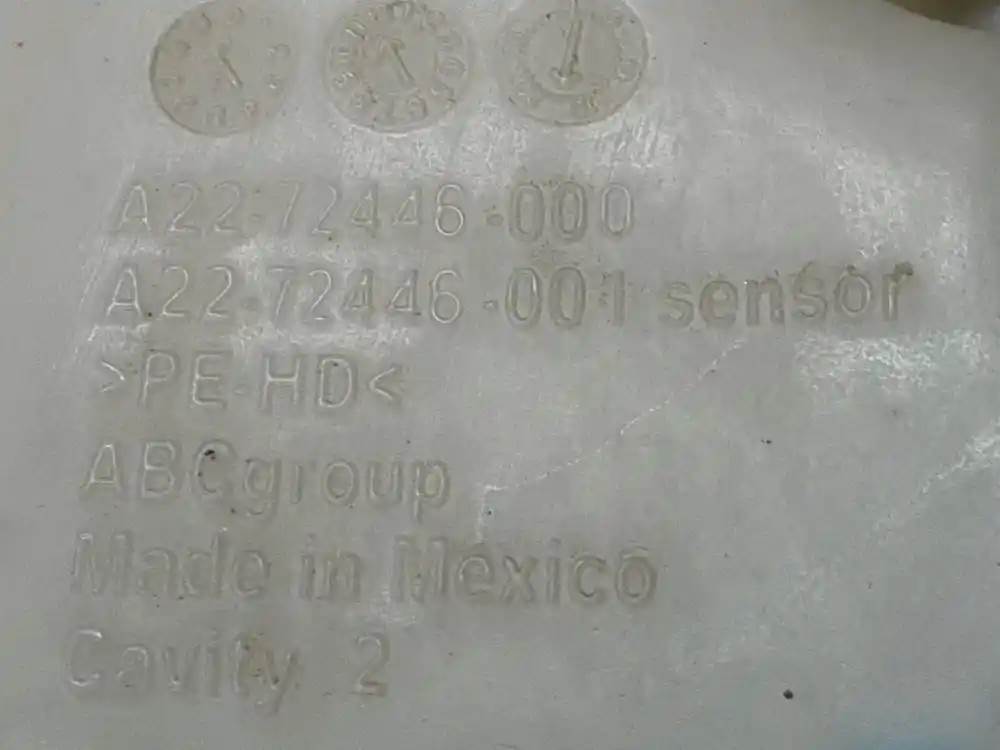 A22-72446-000
A22-72446-001 sensor
>PE-HD<
ABCgroup
Made in Mexico
Cavity 2